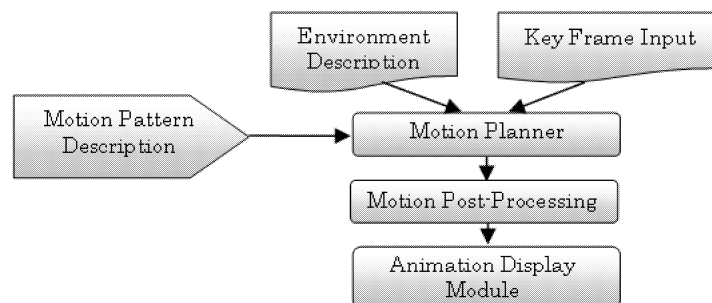 Environment
Description
Key Frame Input
Motion Pattern
Description
Motion Planner
Motion Post-Processing
Animation Display
Module